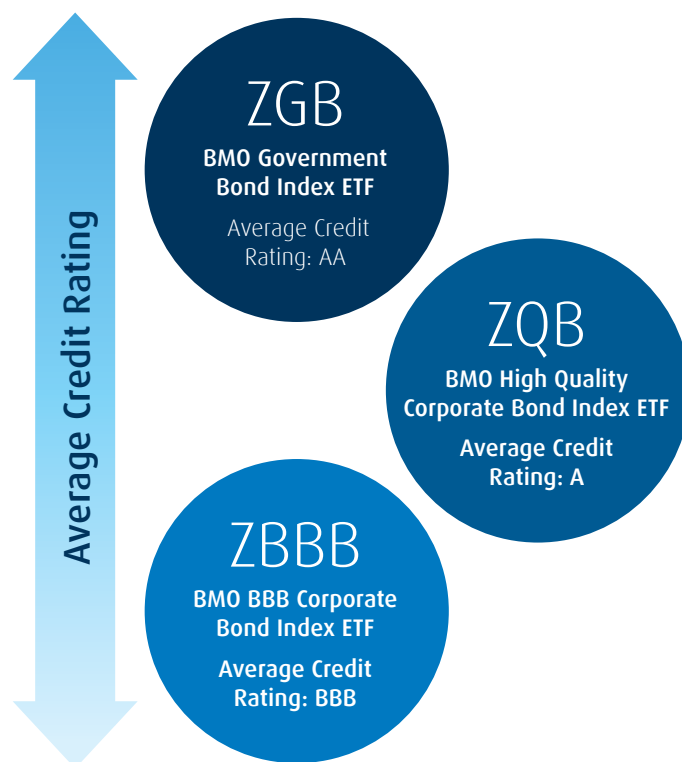 Average Credit Rating
ZGB
BMO Government
Bond Index ETF
Average Credit
Rating: AA
ZQB
BMO High Quality
Corporate Bond Index ETF
Average Credit
Rating: A
ZBBB
BMO BBB Corporate
Bond Index ETF
Average Credit
Rating: BBB